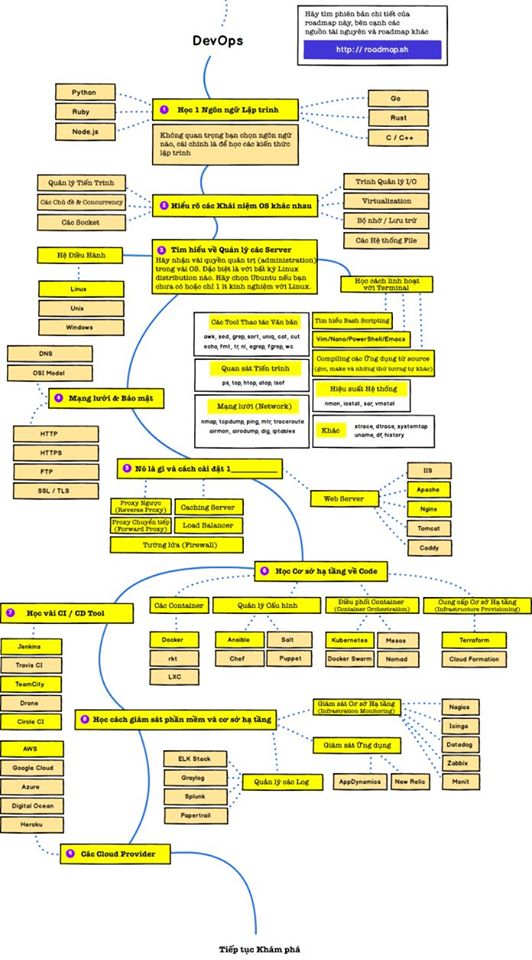 DevOps
Hãy tìm phiên bản chi tiết của
roadmap này, bên cạnh các
nguồn tài nguyên và roadmap khác
http:// roadmap.sh
Python
Ruby
Node.js
1 Học 1 Ngôn ngữ Lập trình
Không quan trọng bạn chọn ngôn ngữ
nào, cái chính là để học các kiến thức
lập trình
Go
Rust
C / C++
Quản lý Tiến Trình
Các Chủ đề & Concurrency
Các Socket
2 Hiểu rõ các Khái niệm OS khác nhau
Trình Quản lý I/O
Virtualization
Bộ nhớ / Lưu trữ
Các Hệ thống File
Hệ Điều Hành
Linux
Unix
Windows
3 Tìm hiểu về Quản lý các Server
Hãy nhận vài quyền quản trị (administration)
trong vài OS. Đặc biệt là với bất kỳ Linux
distribution nào. Hãy chọn Ubuntu nếu bạn
chưa có hoặc chỉ 1 ít kinh nghiệm với Linux.
Học cách linh hoạt
với Terminal
Các Tool Thao tác Văn bản
awk, sed, grep, sort, uniq, cat, cut
echo, fmt, tr, nl, egrep, fgrep, wc
Quan sát Tiến trình
ps, top, htop, atop, lsof
Mạng lưới (Network)
nmap, tcpdump, ping, mtr, traceroute
airmon, airodump, dig, iptables
Tìm hiểu Bash Scripting
Vim/Nano/PowerShell/Emacs
Compiling các Ứng dụng từ source
(gcc, make và những thứ tương tự khác)
Hiệu suất Hệ thống
nmon, iostat, sar, vmstat
Khác
strace, dtrace, systemtap
uname, df, history
DNS
OSI Model
4 Mạng lưới & Bảo mật
HTTP
HTTPS
FTP
SSL / TLS
5 Nó là gì và cách cài đặt 1__________
Proxy Ngược
(Reverse Proxy)
Caching Server
Proxy Chuyển tiếp
(Forward Proxy)
Load Balancer
Tường lửa (Firewall)
Web Server
IIS
Apache
Nginx
Tomcat
Caddy
6 Học Cơ sở hạ tầng về Code
Các Container
Docker
rkt
LXC
Quản lý Cấu hình
Ansible
Salt
Chef
Puppet
Điều phối Container
(Container Orchestration)
Kubernetes
Mesos
Docker Swarm
Nomad
Cung cấp Cơ sở Hạ tầng
(Infrastructure Provisioning)
Terraform
Cloud Formation
7 Học vài CI / CD Tool
Jenkins
Travis CI
TeamCity
Drone
Circle CI
8 Học cách giám sát phần mềm và cơ sở hạ tầng
Giám sát Cơ sở Hạ tầng
(Infrastration Monitoring)
Nagios
Icinga
Datadog
Zabbix
Monit
Giám sát Ứng dụng
AppDynamics
New Relic
Quản lý các Log
ELK Stack
Graylog
Splunk
Papertrail
AWS
Google Cloud
Azure
Digital Ocean
Heroku
9 Các Cloud Provider
Tiếp tục Khám phá